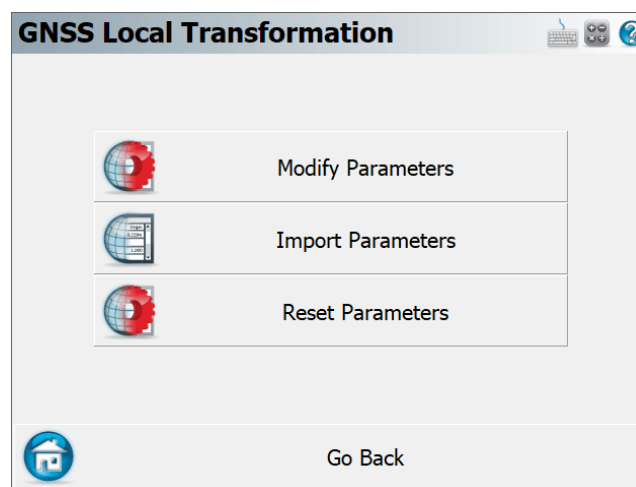 GNSS Local Transformation
Modify Parameters
Import Parameters
Reset Parameters
Go Back